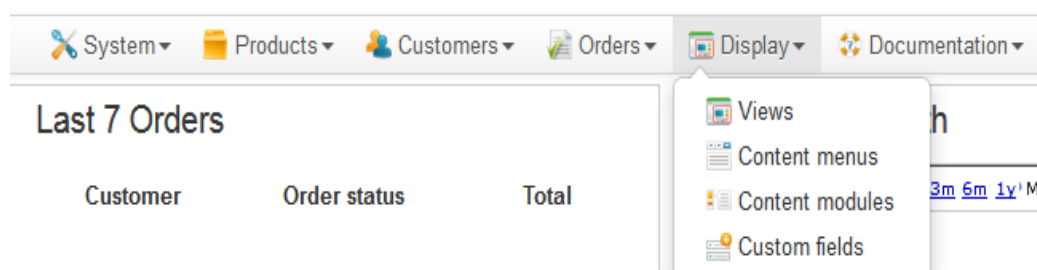 System Products Customers Orders Display Documentation
Last 7 Orders
Views
h
Content menus
Customer Order status Total
3m 6m 1y M
Content modules
Custom fields